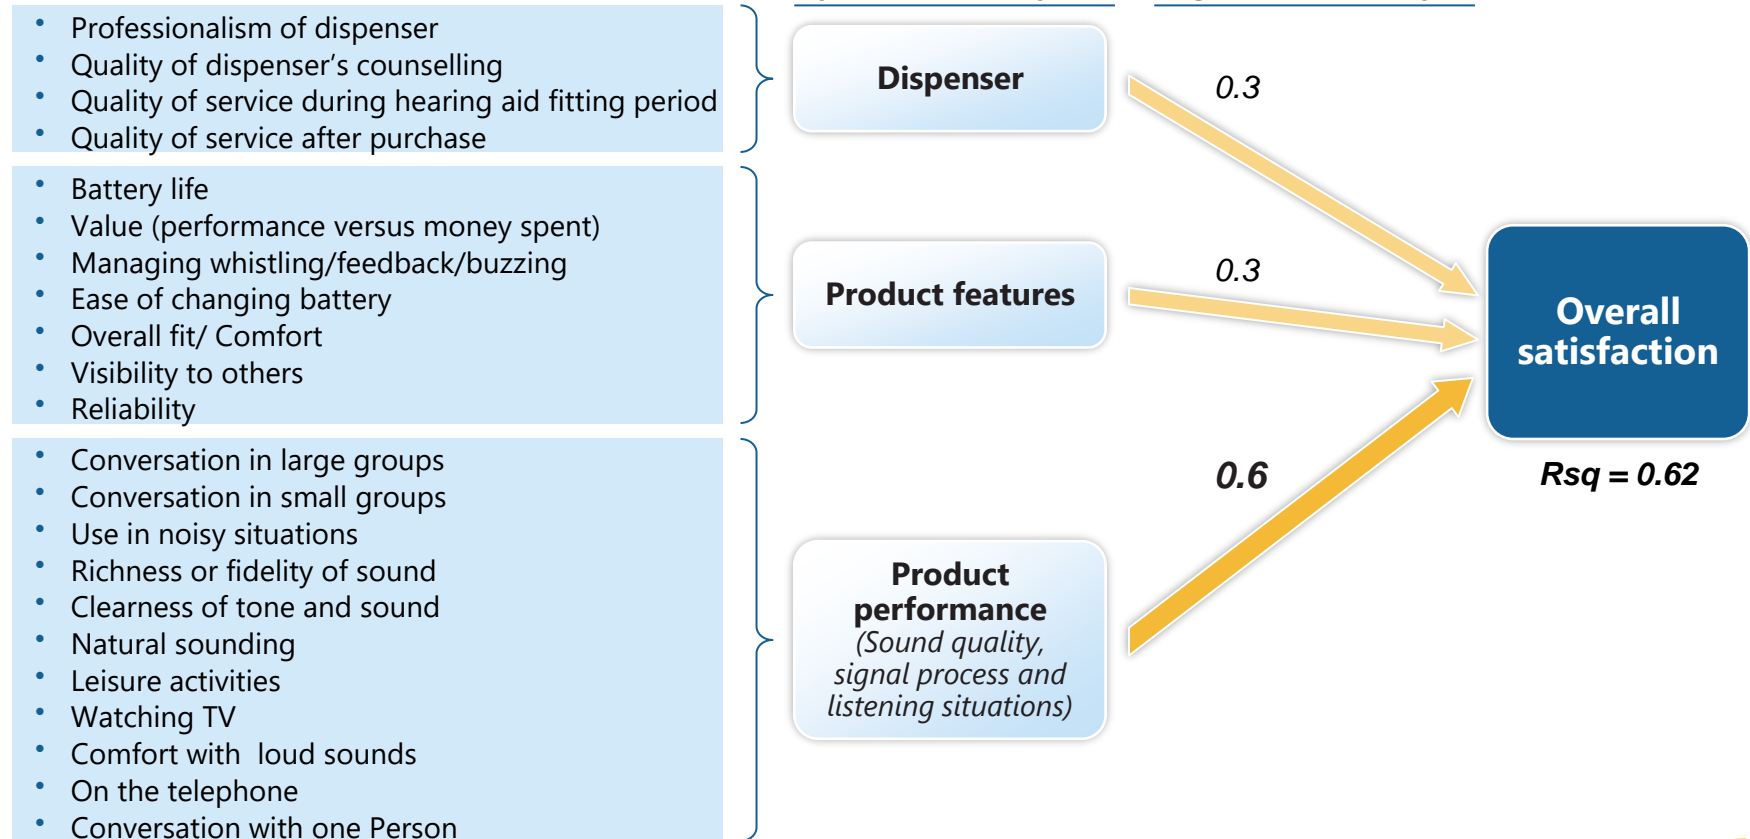 • Professionalism of dispenser
• Quality of dispenser’s counselling
• Quality of service during hearing aid fitting period
• Quality of service after purchase
• Battery life
• Value (performance versus money spent)
• Managing whistling/feedback/buzzing
• Ease of changing battery
• Overall fit/ Comfort
• Visibility to others
• Reliability
• Conversation in large groups
• Conversation in small groups
• Use in noisy situations
• Richness or fidelity of sound
• Clearness of tone and sound
• Natural sounding
• Leisure activities
• Watching TV
• Comfort with  loud sounds
• On the telephone
• Conversation with one Person
Dispenser
Product features
Product
performance
(Sound quality,
signal process and
listening situations)
0.3
0.3
0.6
Overall
satisfaction
Rsq = 0.62